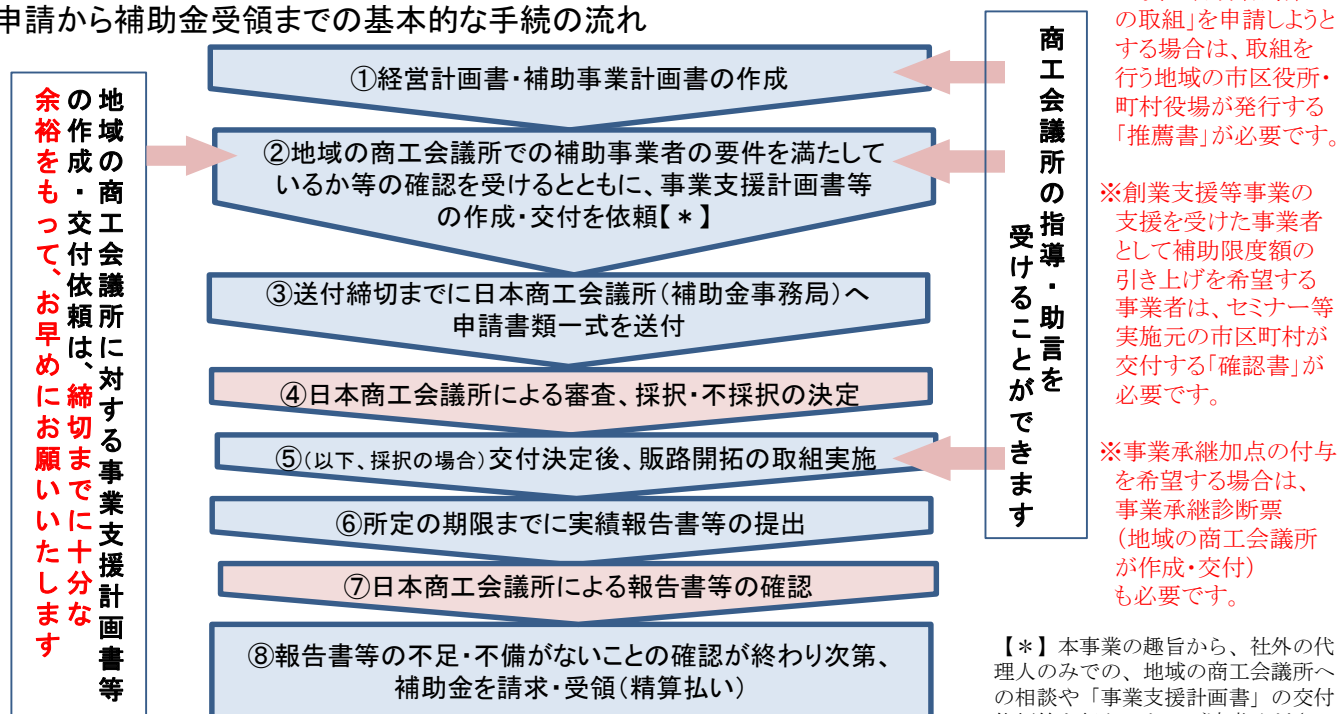 申請から補助金受領までの基本的な手続の流れ
地域の商工会議所に対する事業支援計画書等
の作成・交付依頼は、締切までに十分な
余裕をもって、お早めにお願いいたします
①経営計画書・補助事業計画書の作成
②地域の商工会議所での補助事業者の要件を満たして
いるか等の確認を受けるとともに、事業支援計画書等
の作成・交付を依頼【*】
③送付締切までに日本商工会議所(補助金事務局)へ
申請書類一式を送付
④日本商工会議所による審査、採択・不採択の決定
⑤(以下、採択の場合)交付決定後、販路開拓の取組実施
⑥所定の期限までに実績報告書等の提出
⑦日本商工会議所による報告書等の確認
⑧報告書等の不足・不備がないことの確認が終わり次第、
補助金を請求・受領(精算払い)
商工会議所の指導・助言を
受けることができます
の取組」を申請しようと
する場合は、取組を
行う地域の市区役所・
町村役場が発行する
「推薦書」が必要です。
※創業支援等事業の
支援を受けた事業者
として補助限度額の
引き上げを希望する
事業者は、セミナー等
実施元の市区町村が
交付する「確認書」が
必要です。
※事業承継加点の付与
を希望する場合は、
事業承継診断票
(地域の商工会議所
が作成・交付)
も必要です。
【*】本事業の趣旨から、社外の代
理人のみでの、地域の商工会議所へ
の相談や「事業支援計画書」の交付